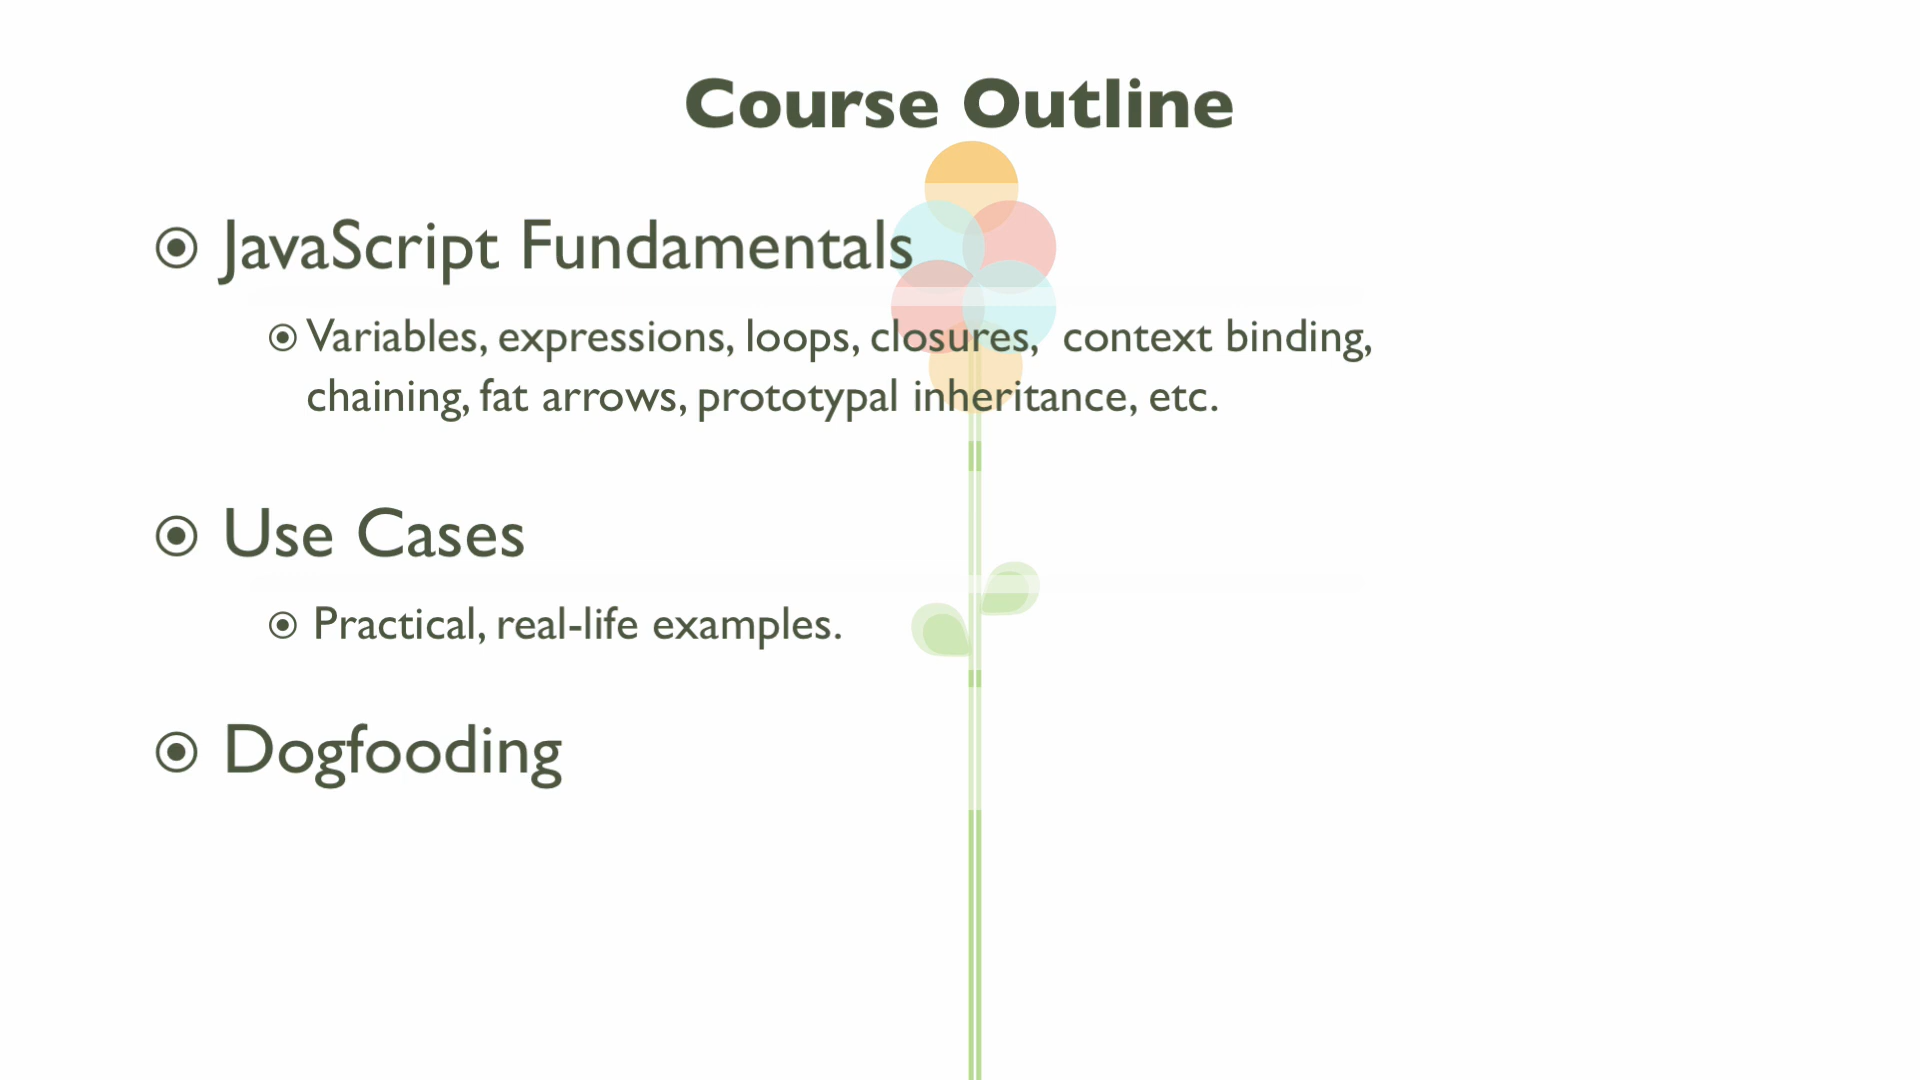 Course Outline
JavaScript Fundamentals
Variables, expressions, loops, closures,  context binding,
chaining, fat arrows, prototypal inheritance, etc.
Use Cases
Practical, real-life examples.
Dogfooding